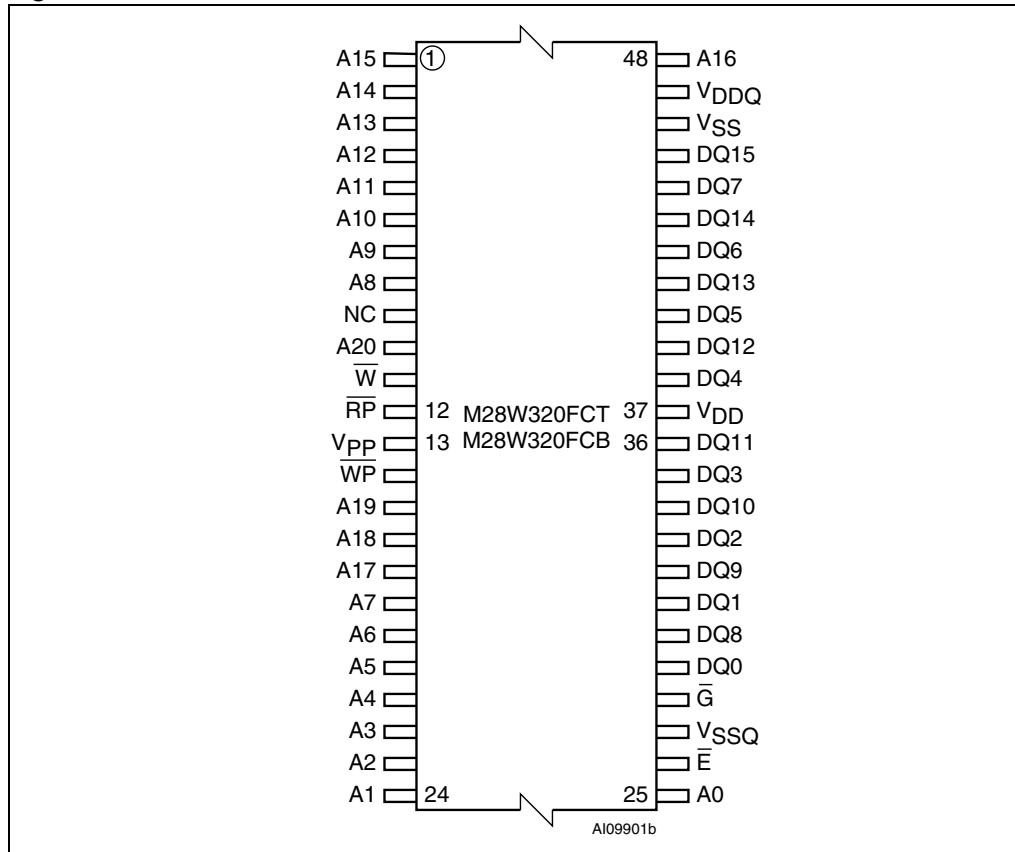 A15 ① 48 A16
A14 VDDQ
A13 VSS
A12 DQ15
A11 DQ7
A10 DQ14
A9 DQ6
A8 DQ13
NC DQ5
A20 DQ12
W̅ DQ4
R̅P̅ 12 M28W320FCT 37 VDD
VPP 13 M28W320FCB 36 DQ11
W̅P̅ DQ3
A19 DQ10
A18 DQ2
A17 DQ9
A7 DQ1
A6 DQ8
A5 DQ0
A4 G̅
A3 VSSQ
A2 E̅
A1 24 25 A0
AI09901b